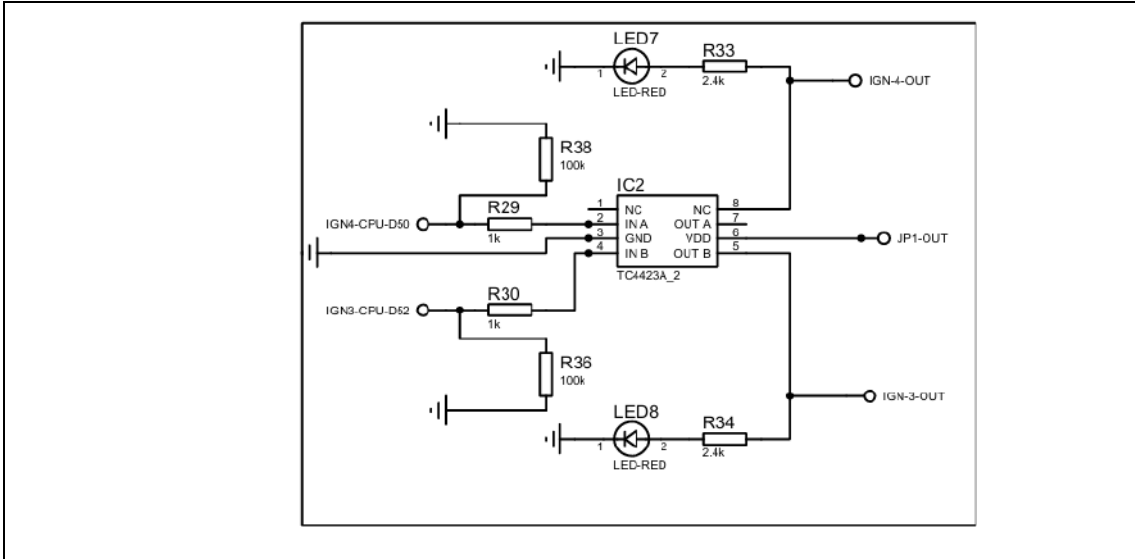 LED7
R33
1
2
LED-RED
2.4k
IGN-4-OUT
R38
100k
IC2
1
NC
NC
8
IGN4-CPU-D50
R29
1k
2
IN A
OUT A
7
3
GND
VDD
6
JP1-OUT
4
IN B
OUT B
5
TC4423A_2
IGN3-CPU-D52
R30
1k
R36
100k
IGN-3-OUT
LED8
R34
1
2
LED-RED
2.4k